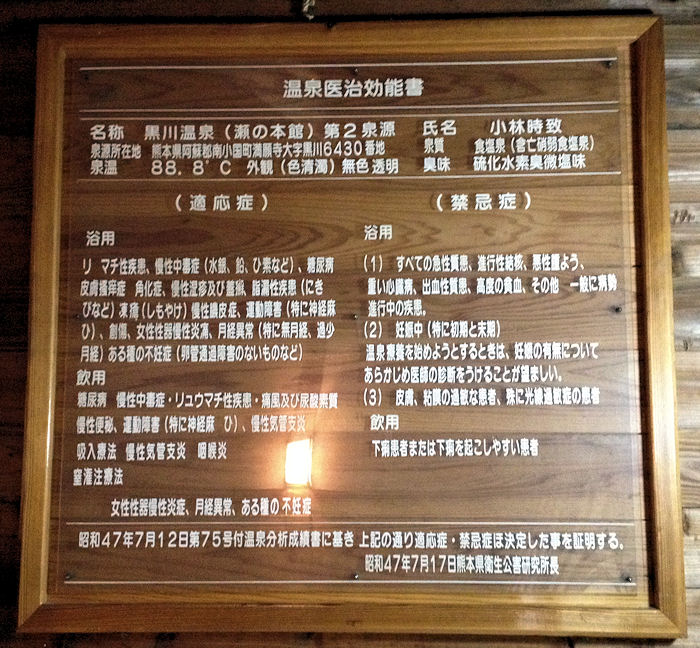 温泉医治効能書
名称 黒川温泉（瀬の本館）第２泉源 氏名 小林時致
泉源所在地 熊本県阿蘇郡南小国町満願寺大字黒川6430番地 泉質 食塩泉（含亡硝弱食塩泉）
泉温 88.8°C 外観（色清濁）無色透明 臭味 硫化水素臭微塩味
（適応症）
浴用
リ マチ性疾患、慢性中毒症（水銀、鉛、ひ素など）、糖尿病
皮膚掻痒症 角化症、慢性湿疹及び苔癬、脂漏性疾患（にき
びなど）凍瘡（しもやけ）慢性膿皮症、運動障害（特に神経麻
ひ）、創傷、女性性器慢性炎瀉、月経異常（特に無月経、過少
月経）ある種の不妊症（卵管通過障害のないものなど）
飲用
糖尿病 慢性中毒症・リュウマチ性疾患・痛風及び尿酸素質
慢性便秘、運動障害（特に神経麻 ひ）、慢性気管支炎
吸入療法 慢性気管支炎 咽喉炎
窒灌注療法
女性性器慢性炎症、月経異常、ある種の不妊症
（禁忌症）
浴用
（1） すべての急性質患、進行性結核、悪性腫よう、
重い心臓病、出血性質患、高度の貧血、その他 一般に病勢
進行中の疾患。
（2） 妊娠中（特に初期と末期）
温泉療養を始めようとするときは、妊娠の有無について
あらかじめ医師の診断をうけることが望ましい。
（3） 皮膚、粘膜の過敏な患者、殊に光線過敏症の患者
飲用
下痢患者または下痢を起こしやすい患者
昭和47年7月12日第75号付温泉分析成績書に基き 上記の通り適応症・禁忌症ほ決定した事を証明する。
昭和47年7月17日熊本県衛生公害研究所長